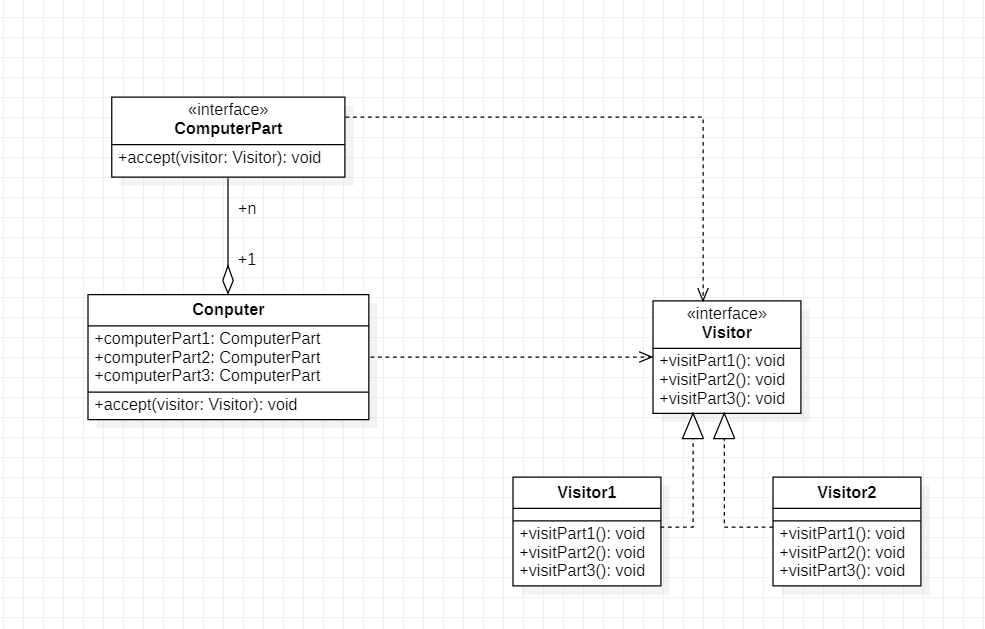 «interface»
ComputerPart
+accept(visitor: Visitor): void
+n
+1
Conputer
+computerPart1: ComputerPart
+computerPart2: ComputerPart
+computerPart3: ComputerPart
+accept(visitor: Visitor): void
«interface»
Visitor
+visitPart1(): void
+visitPart2(): void
+visitPart3(): void
Visitor1
+visitPart1(): void
+visitPart2(): void
+visitPart3(): void
Visitor2
+visitPart1(): void
+visitPart2(): void
+visitPart3(): void